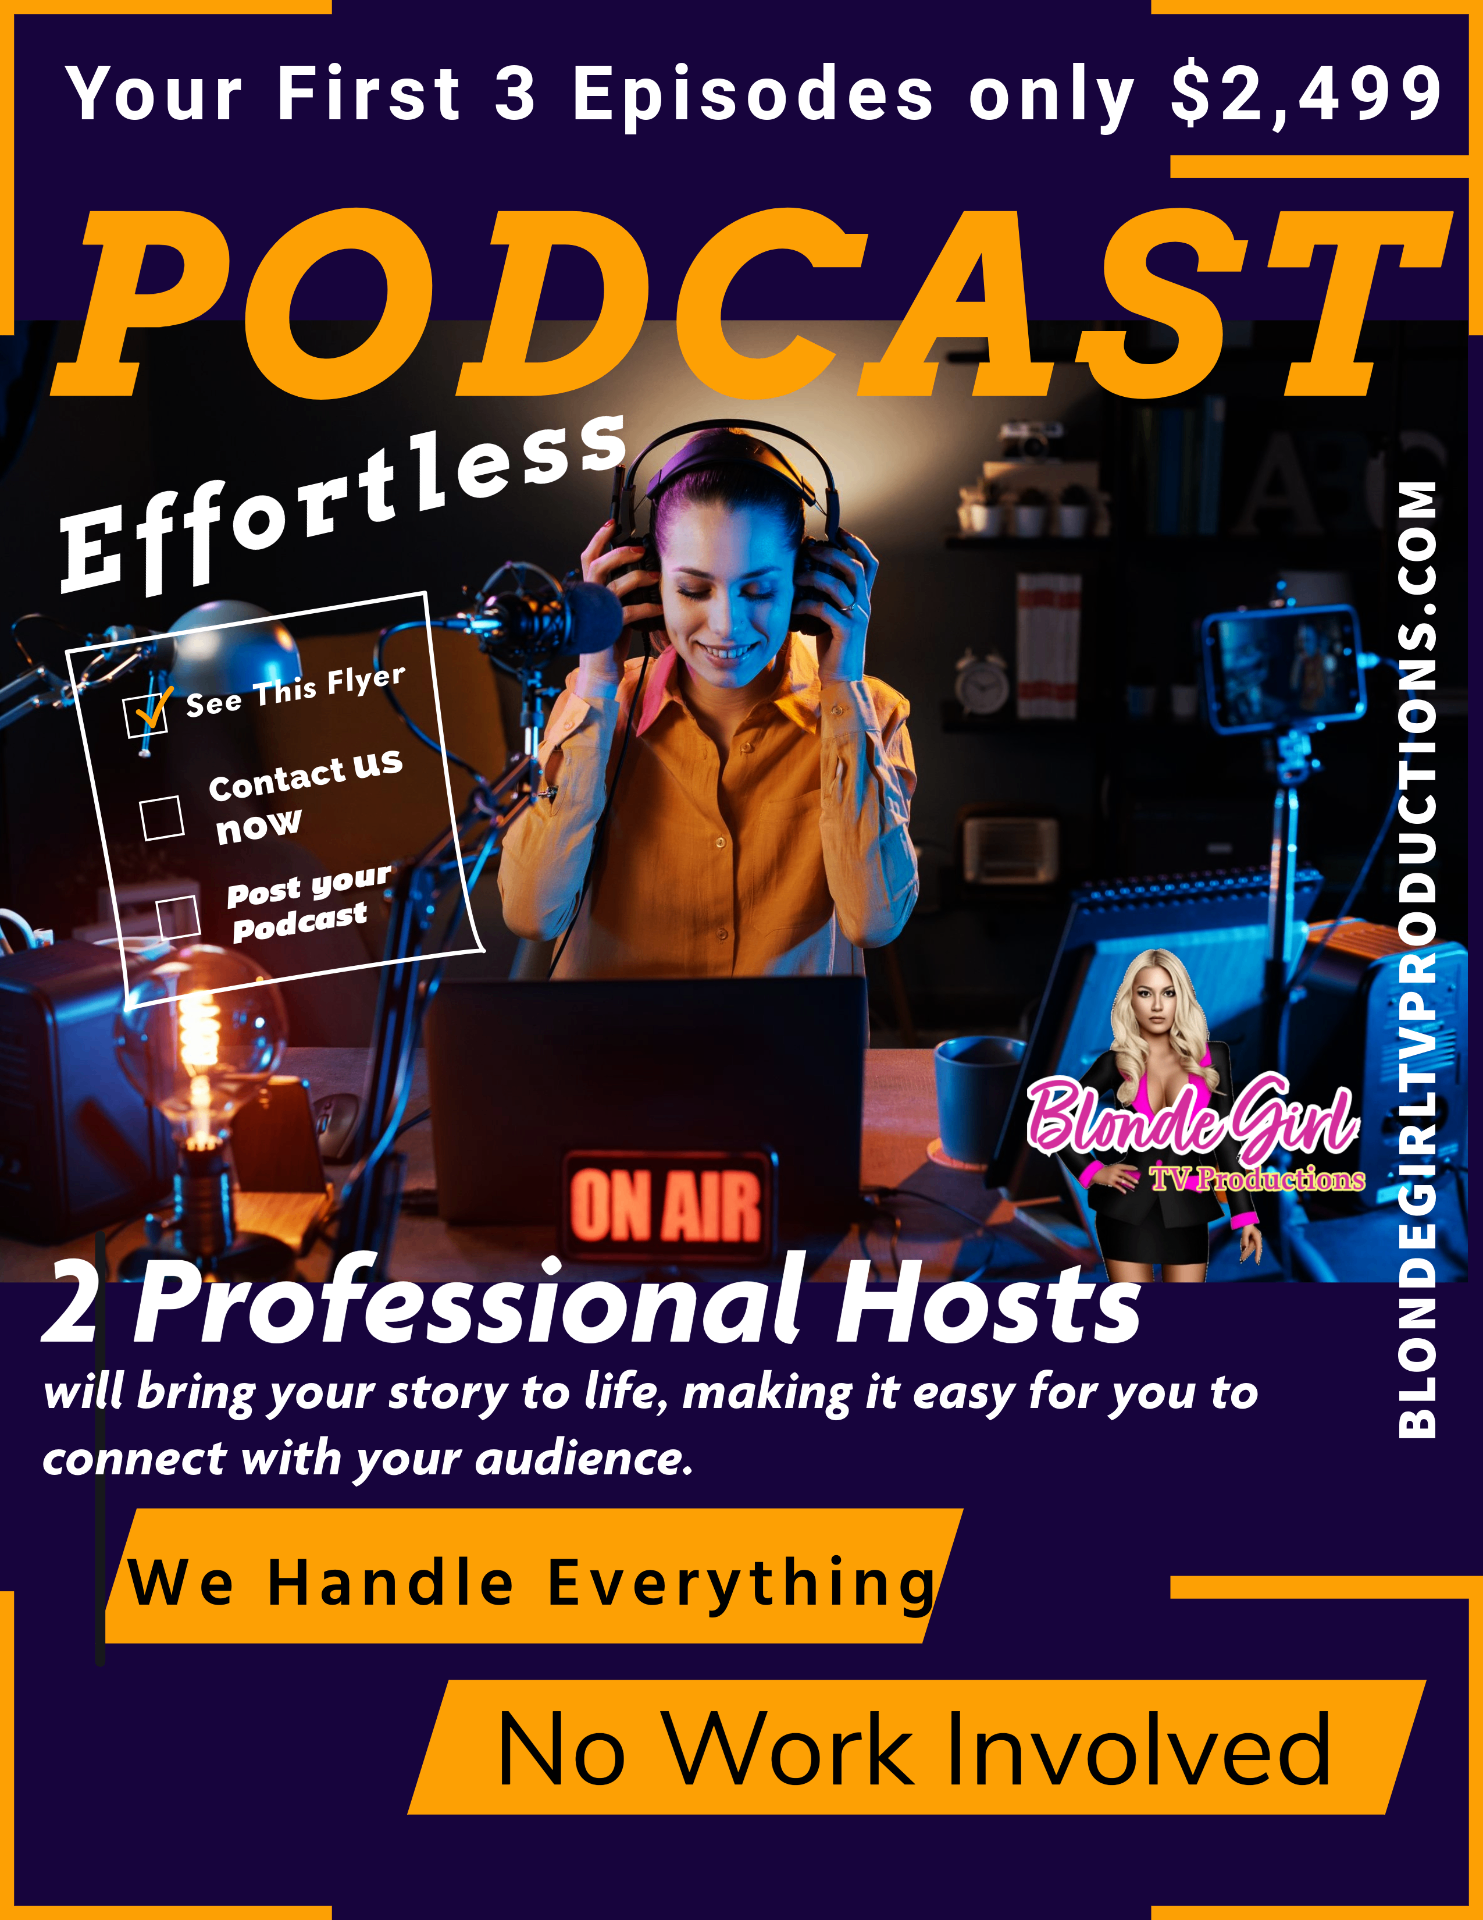 Your First 3 Episodes only $2,499
PODCAST
Effortless
See This Flyer
Contact us
now
Post your
Podcast
BLONDEGIRLTVPRODUCTIONS.COM
ON AIR
Blonde Girl
TV Productions
2 Professional Hosts
will bring your story to life, making it easy for you to
connect with your audience.
We Handle Everything
No Work Involved